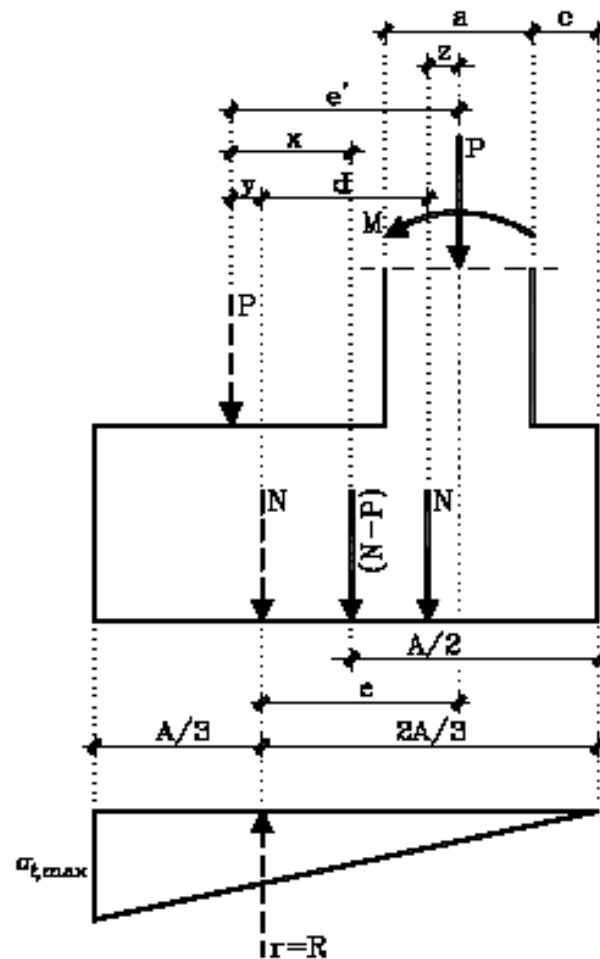 a c
z
e'
x P
y d
M
P
N (N-P) N
A/2
e
A/3 2A/3
σt,max
r=R